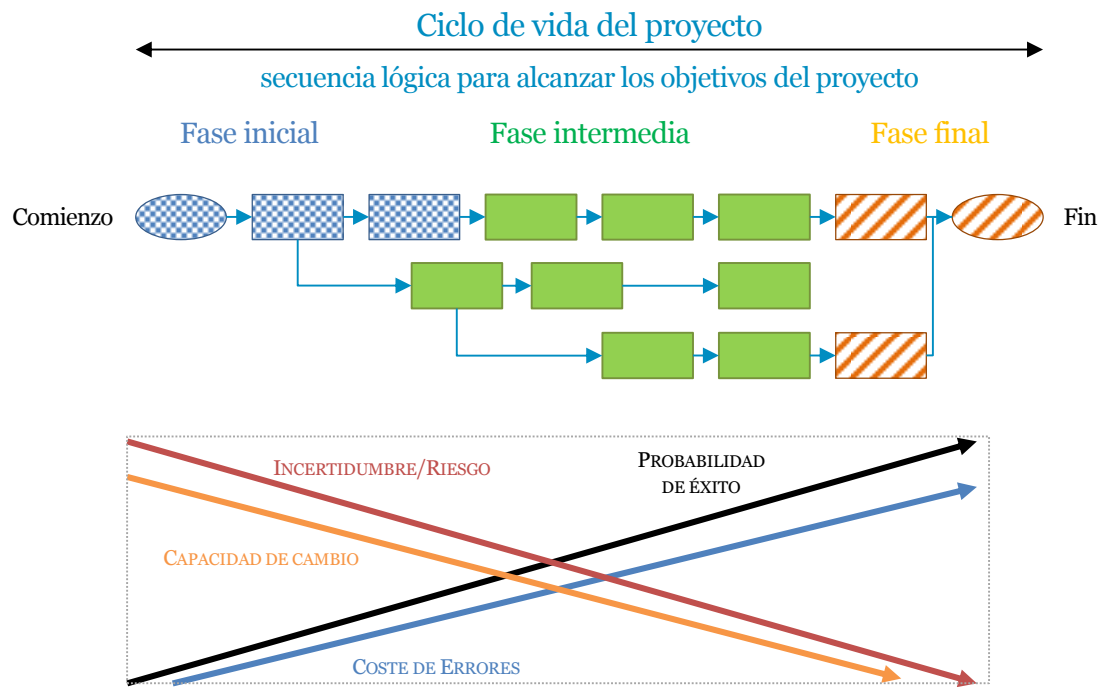 Ciclo de vida del proyecto
secuencia lógica para alcanzar los objetivos del proyecto
Fase inicial
Fase intermedia
Fase final
Comienzo
Fin
INCERTIDUMBRE/RIESGO
PROBABILIDAD
DE ÉXITO
CAPACIDAD DE CAMBIO
COSTE DE ERRORES